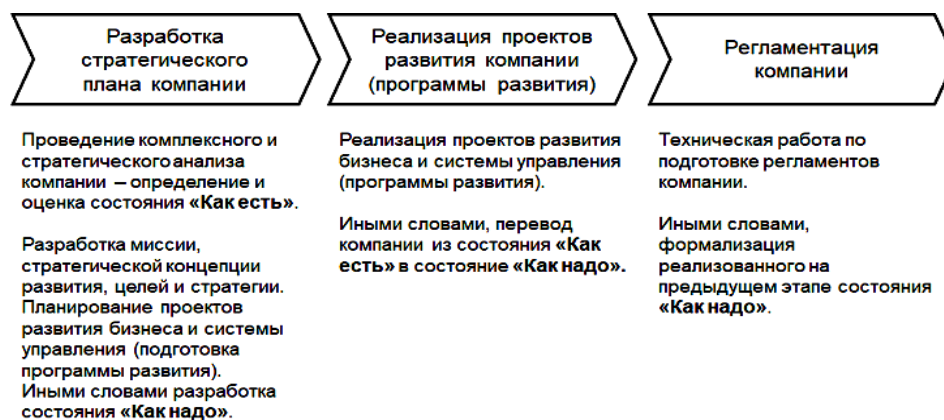 Разработка
стратегического
плана компании
Реализация проектов
развития компании
(программы развития)
Регламентация
компании
Проведение комплексного и
стратегического анализа
компании – определение и
оценка состояния «Как есть».
Разработка миссии,
стратегической концепции
развития, целей и стратегии.
Планирование проектов
развития бизнеса и системы
управления (подготовка
программы развития).
Иными словами разработка
состояния «Как надо».
Реализация проектов развития
бизнеса и системы управления
(программы развития).
Иными словами, перевод
компании из состояния «Как
есть» в состояние «Как надо».
Техническая работа по
подготовке регламентов
компании.
Иными словами,
формализация
реализованного на
предыдущем этапе состояния
«Как надо».